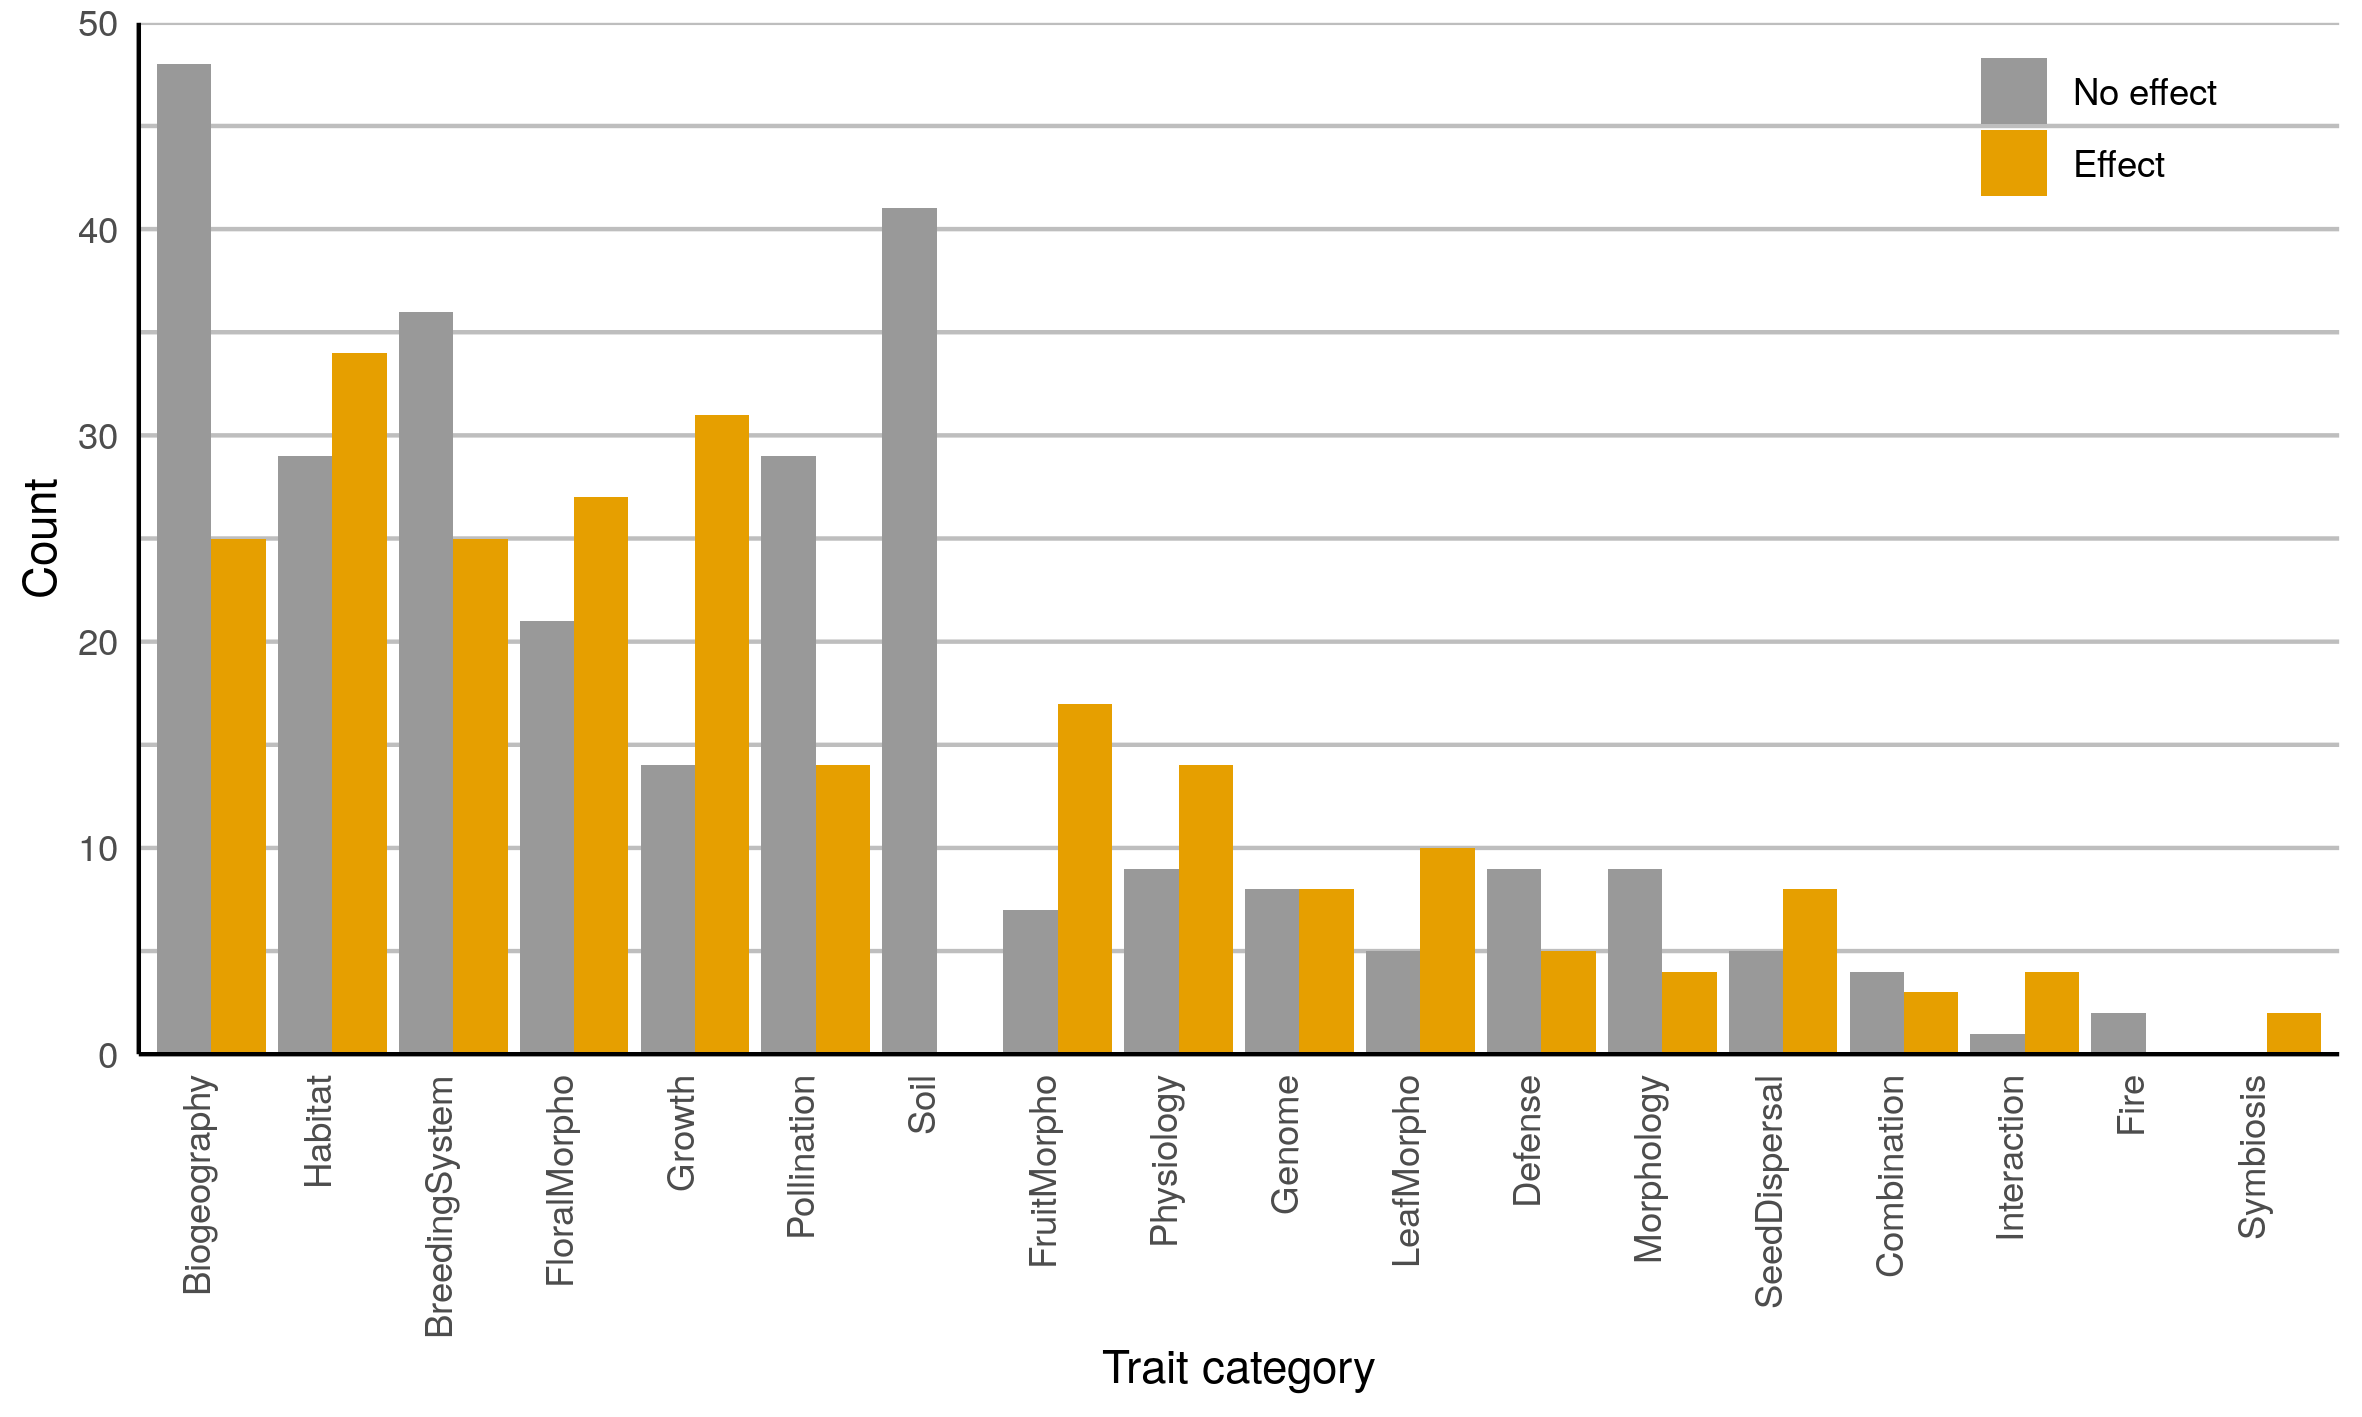 50
40
30
20
10
0
Count
No effect
Effect
Biogeography
Habitat
BreedingSystem
FloralMorpho
Growth
Pollination
Soil
FruitMorpho
Physiology
Genome
LeafMorpho
Defense
Morphology
SeedDispersal
Combination
Interaction
Fire
Symbiosis
Trait category